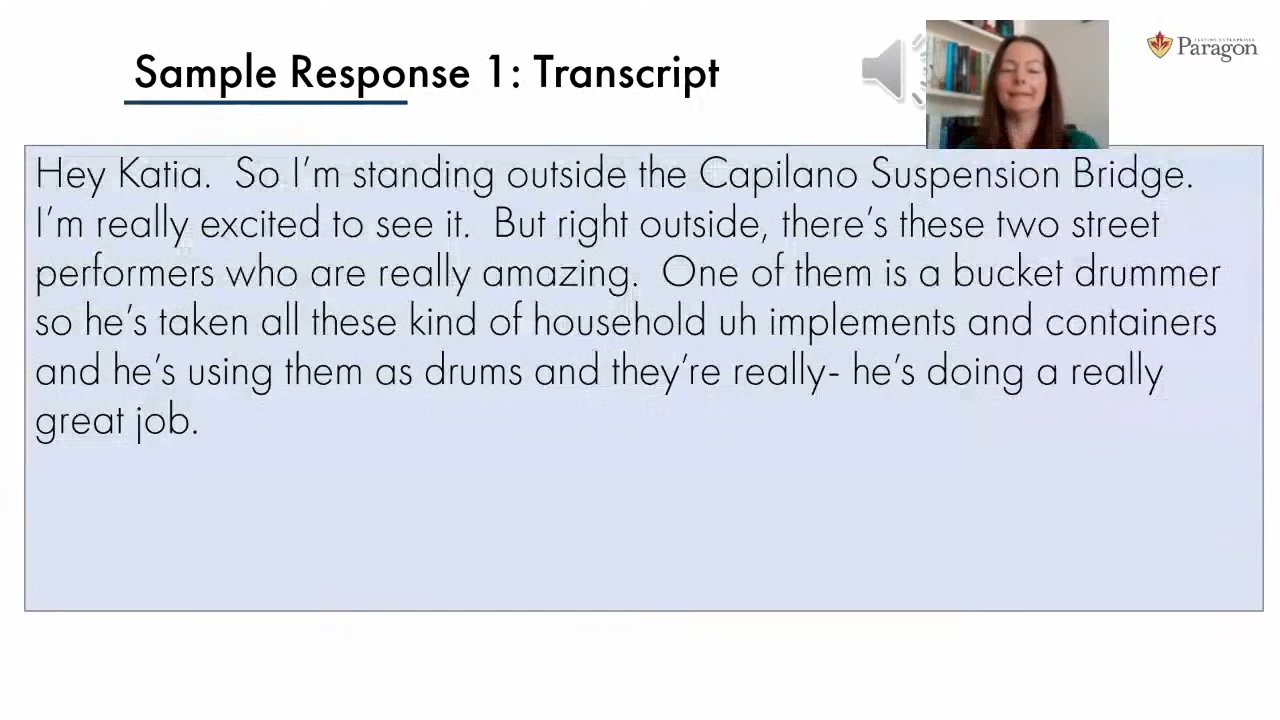 Sample Response 1: Transcript
Paragon
Hey Katia.  So I'm standing outside the Capilano Suspension Bridge.
I'm really excited to see it.  But right outside, there's these two street
performers who are really amazing.  One of them is a bucket drummer
so he's taken all these kind of household uh implements and containers
and he's using them as drums and they're really- he's doing a really
great job.